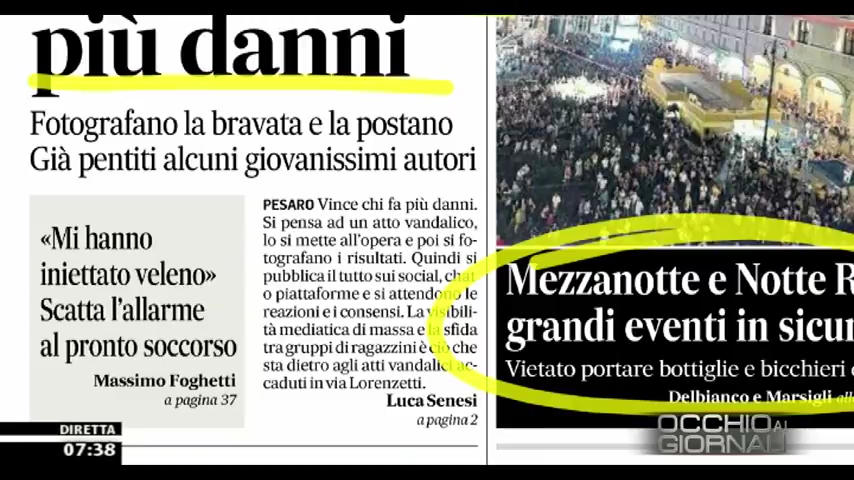 più danni
Fotografano la bravata e la postano
Già pentiti alcuni giovanissimi autori
«Mi hanno
iniettato veleno»
Scatta l'allarme
al pronto soccorso
Massimo Foghetti
a pagina 37
PESARO Vince chi fa più danni.
Si pensa ad un atto vandalico,
lo si mette all'opera e poi si fo-
tografano i risultati. Quindi si
pubblica il tutto sui social, chat
o piattaforme e si attendono le
reazioni e i consensi. La visibili-
tà mediatica di massa e la sfida
tra gruppi di ragazzini è ciò che
sta dietro agli atti vandalici ac-
caduti in via Lorenzetti.
Luca Senesi
a pagina 2
Mezzanotte e Notte R
grandi eventi in sicur
Vietato portare bottiglie e bicchieri
Delbianco e Marsigli
DIRETTA
07:38
OCCHIO AI
GIORNALI